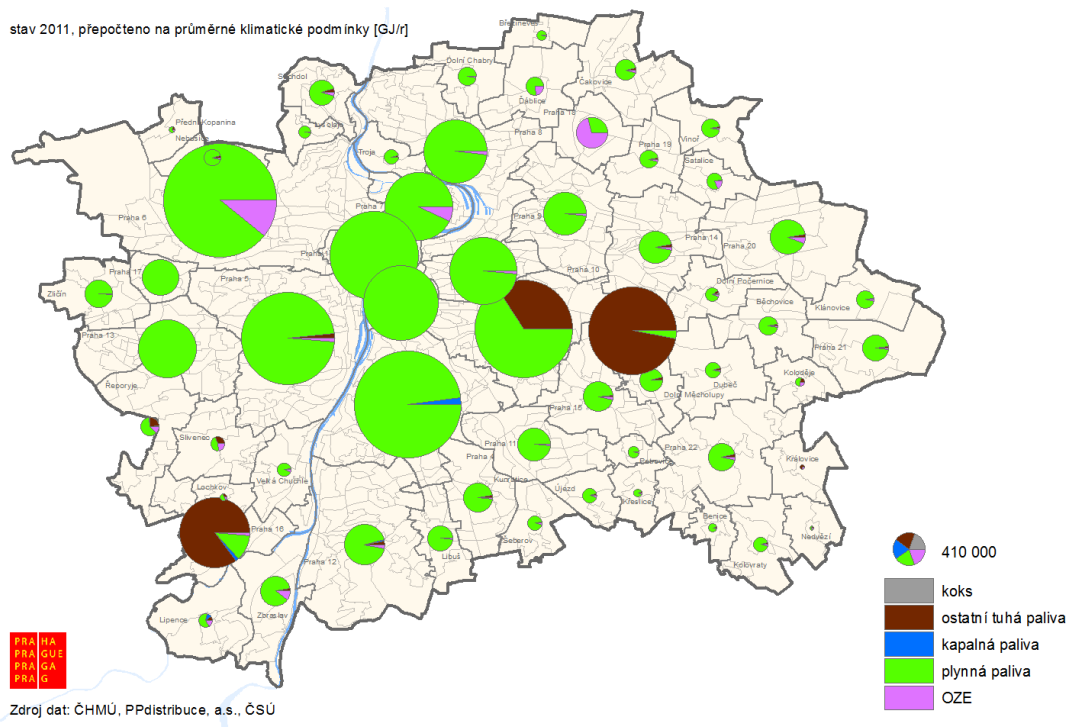 stav 2011, přepočteno na průměrné klimatické podmínky [GJ/r]
Březiněves
Dolní Chabry
Suchdol
Čakovice
Ďáblice
Praha 18
Přední Kopanina
Lysolaje
Praha 8
Vinoř
Nebušice
Troja
Praha 19
Satalice
Praha 7
Praha 6
Praha 9
Praha 14
Praha 20
Praha 1
Praha 10
Praha 17
Praha 5
Dolní Počernice
Zličín
Běchovice
Klánovice
Praha 13
Praha 21
Řeporyje
Koloděje
Dubeč
Dolní Měcholupy
Praha 15
Slivenec
Praha 11
Praha 22
Praha 4
Petrovice
Královice
Velká Chuchle
Kunratice
Lochkov
Újezd
Křeslice
Praha 16
Benice
Nedvězí
Šeberov
Libuš
Praha 12
Kolovraty
Zbraslav
Lipence
410 000
koks
ostatní tuhá paliva
kapalná paliva
plynná paliva
OZE
PRA HA
PRA GUE
PRA GA
PRA G
Zdroj dat: ČHMÚ, PPdistribuce, a.s., ČSÚ